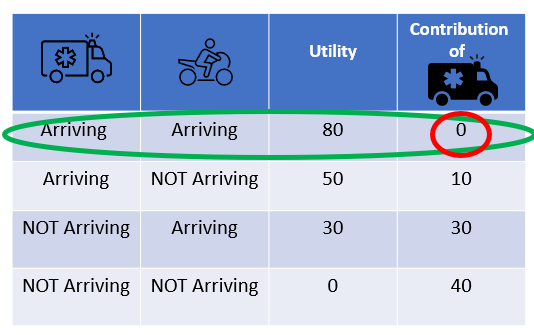 Utility Contribution of
Arriving Arriving 80 0
Arriving NOT Arriving 50 10
NOT Arriving Arriving 30 30
NOT Arriving NOT Arriving 0 40